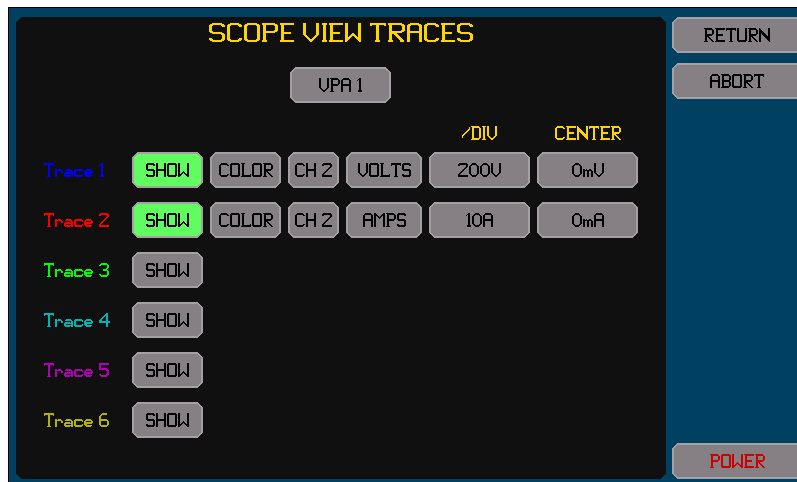 SCOPE VIEW TRACES
RETURN
VPA 1
ABORT
/DIV CENTER
Trace 1 SHOW COLOR CH 2 VOLTS 200V 0mV
Trace 2 SHOW COLOR CH 2 AMPS 10A 0mA
Trace 3 SHOW
Trace 4 SHOW
Trace 5 SHOW
Trace 6 SHOW
POWER